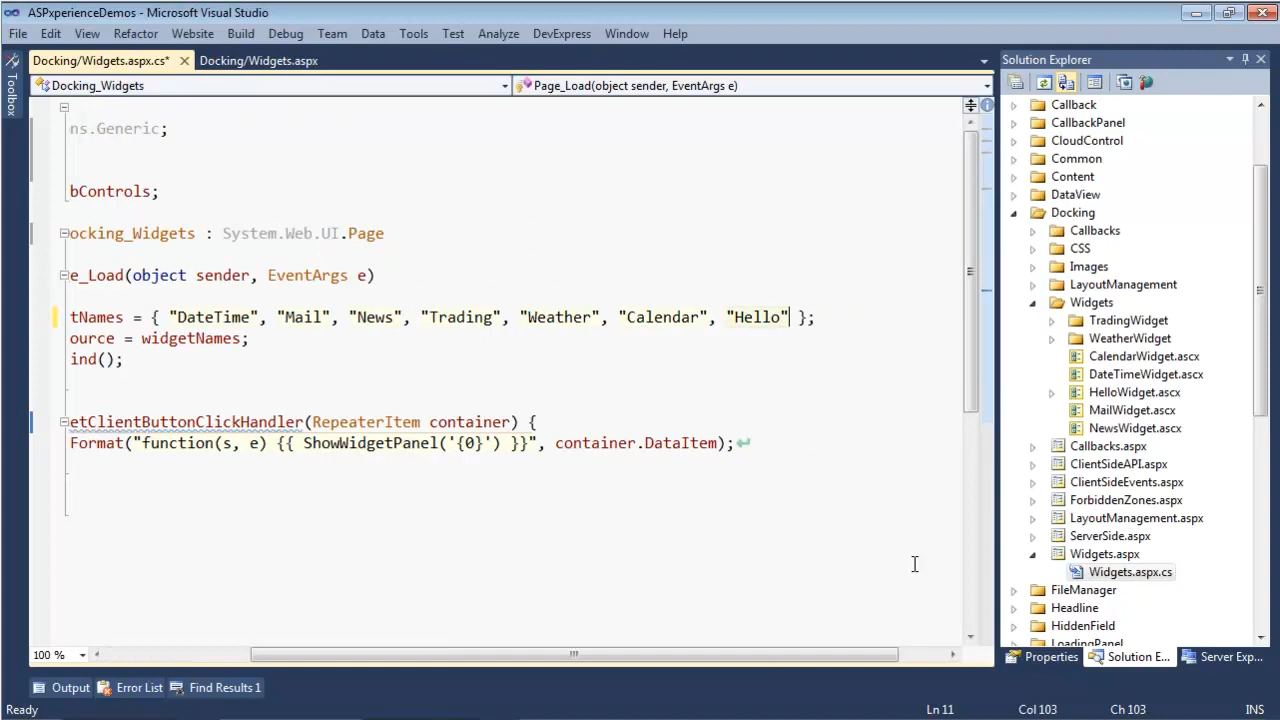 ASPxperienceDemos - Microsoft Visual Studio
File Edit View Refactor Website Build Debug Team Data Tools Test Analyze DevExpress Window Help
Docking/Widgets.aspx.cs* Docking/Widgets.aspx
Docking_Widgets Page_Load(object sender, EventArgs e)
Toolbox
ns.Generic;
bControls;
ocking_Widgets : System.Web.UI.Page
e_Load(object sender, EventArgs e)
tNames = { "DateTime", "Mail", "News", "Trading", "Weather", "Calendar", "Hello" };
ource = widgetNames;
ind();
etClientButtonClickHandler(RepeaterItem container) {
Format("function(s, e) {{ ShowWidgetPanel('{0}') }}", container.DataItem);
100 %
Solution Explorer
Callback
CallbackPanel
CloudControl
Common
Content
DataView
Docking
Callbacks
CSS
Images
LayoutManagement
Widgets
TradingWidget
WeatherWidget
CalendarWidget.ascx
DateTimeWidget.ascx
HelloWidget.ascx
MailWidget.ascx
NewsWidget.ascx
Callbacks.aspx
ClientSideAPI.aspx
ClientSideEvents.aspx
ForbiddenZones.aspx
LayoutManagement.aspx
ServerSide.aspx
Widgets.aspx
Widgets.aspx.cs
FileManager
Headline
HiddenField
LoadingPanel
Properties Solution E... Server Exp...
Output Error List Find Results 1
Ready Ln 11 Col 103 Ch 103 INS